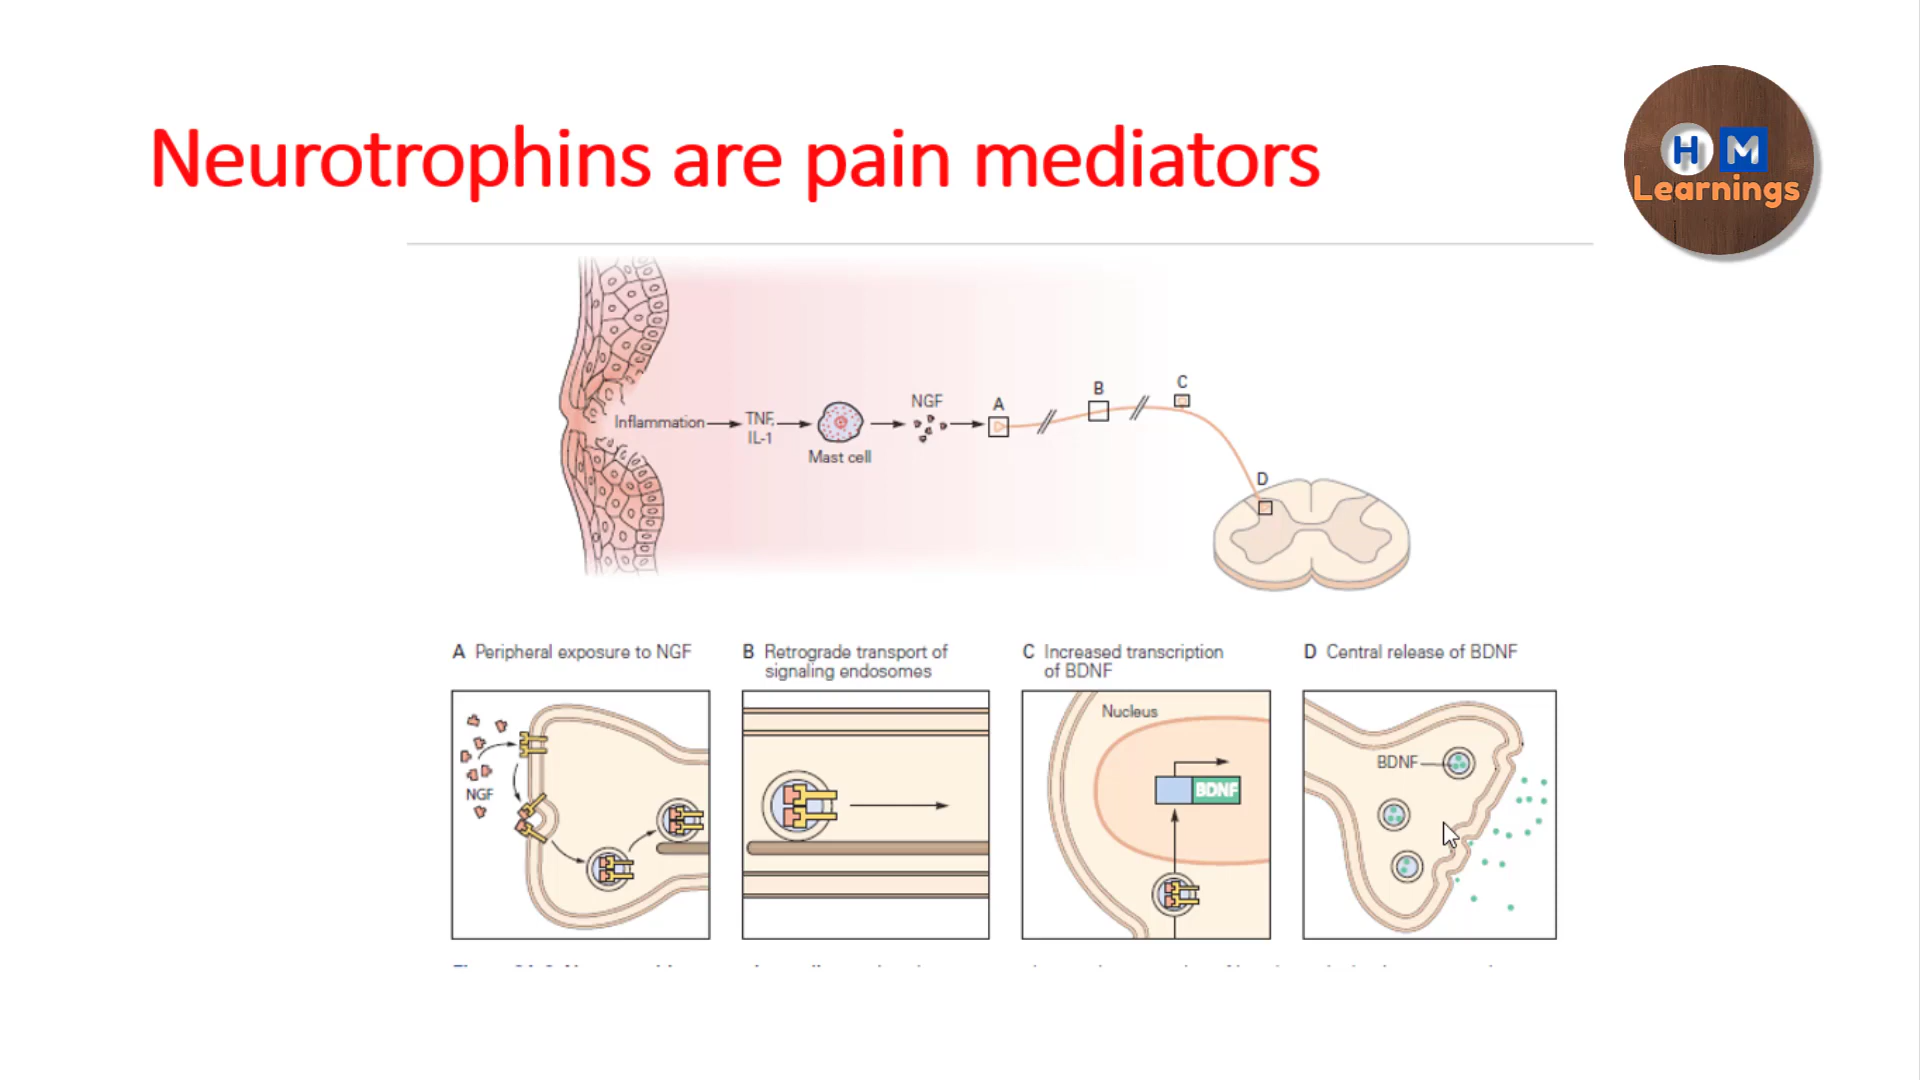 Neurotrophins are pain mediators
H M
Learnings
Inflammation
TNF,
IL-1
Mast cell
NGF
A
B
C
D
A Peripheral exposure to NGF
B Retrograde transport of
signaling endosomes
C Increased transcription
of BDNF
D Central release of BDNF
NGF
Nucleus
BDNF
BDNF